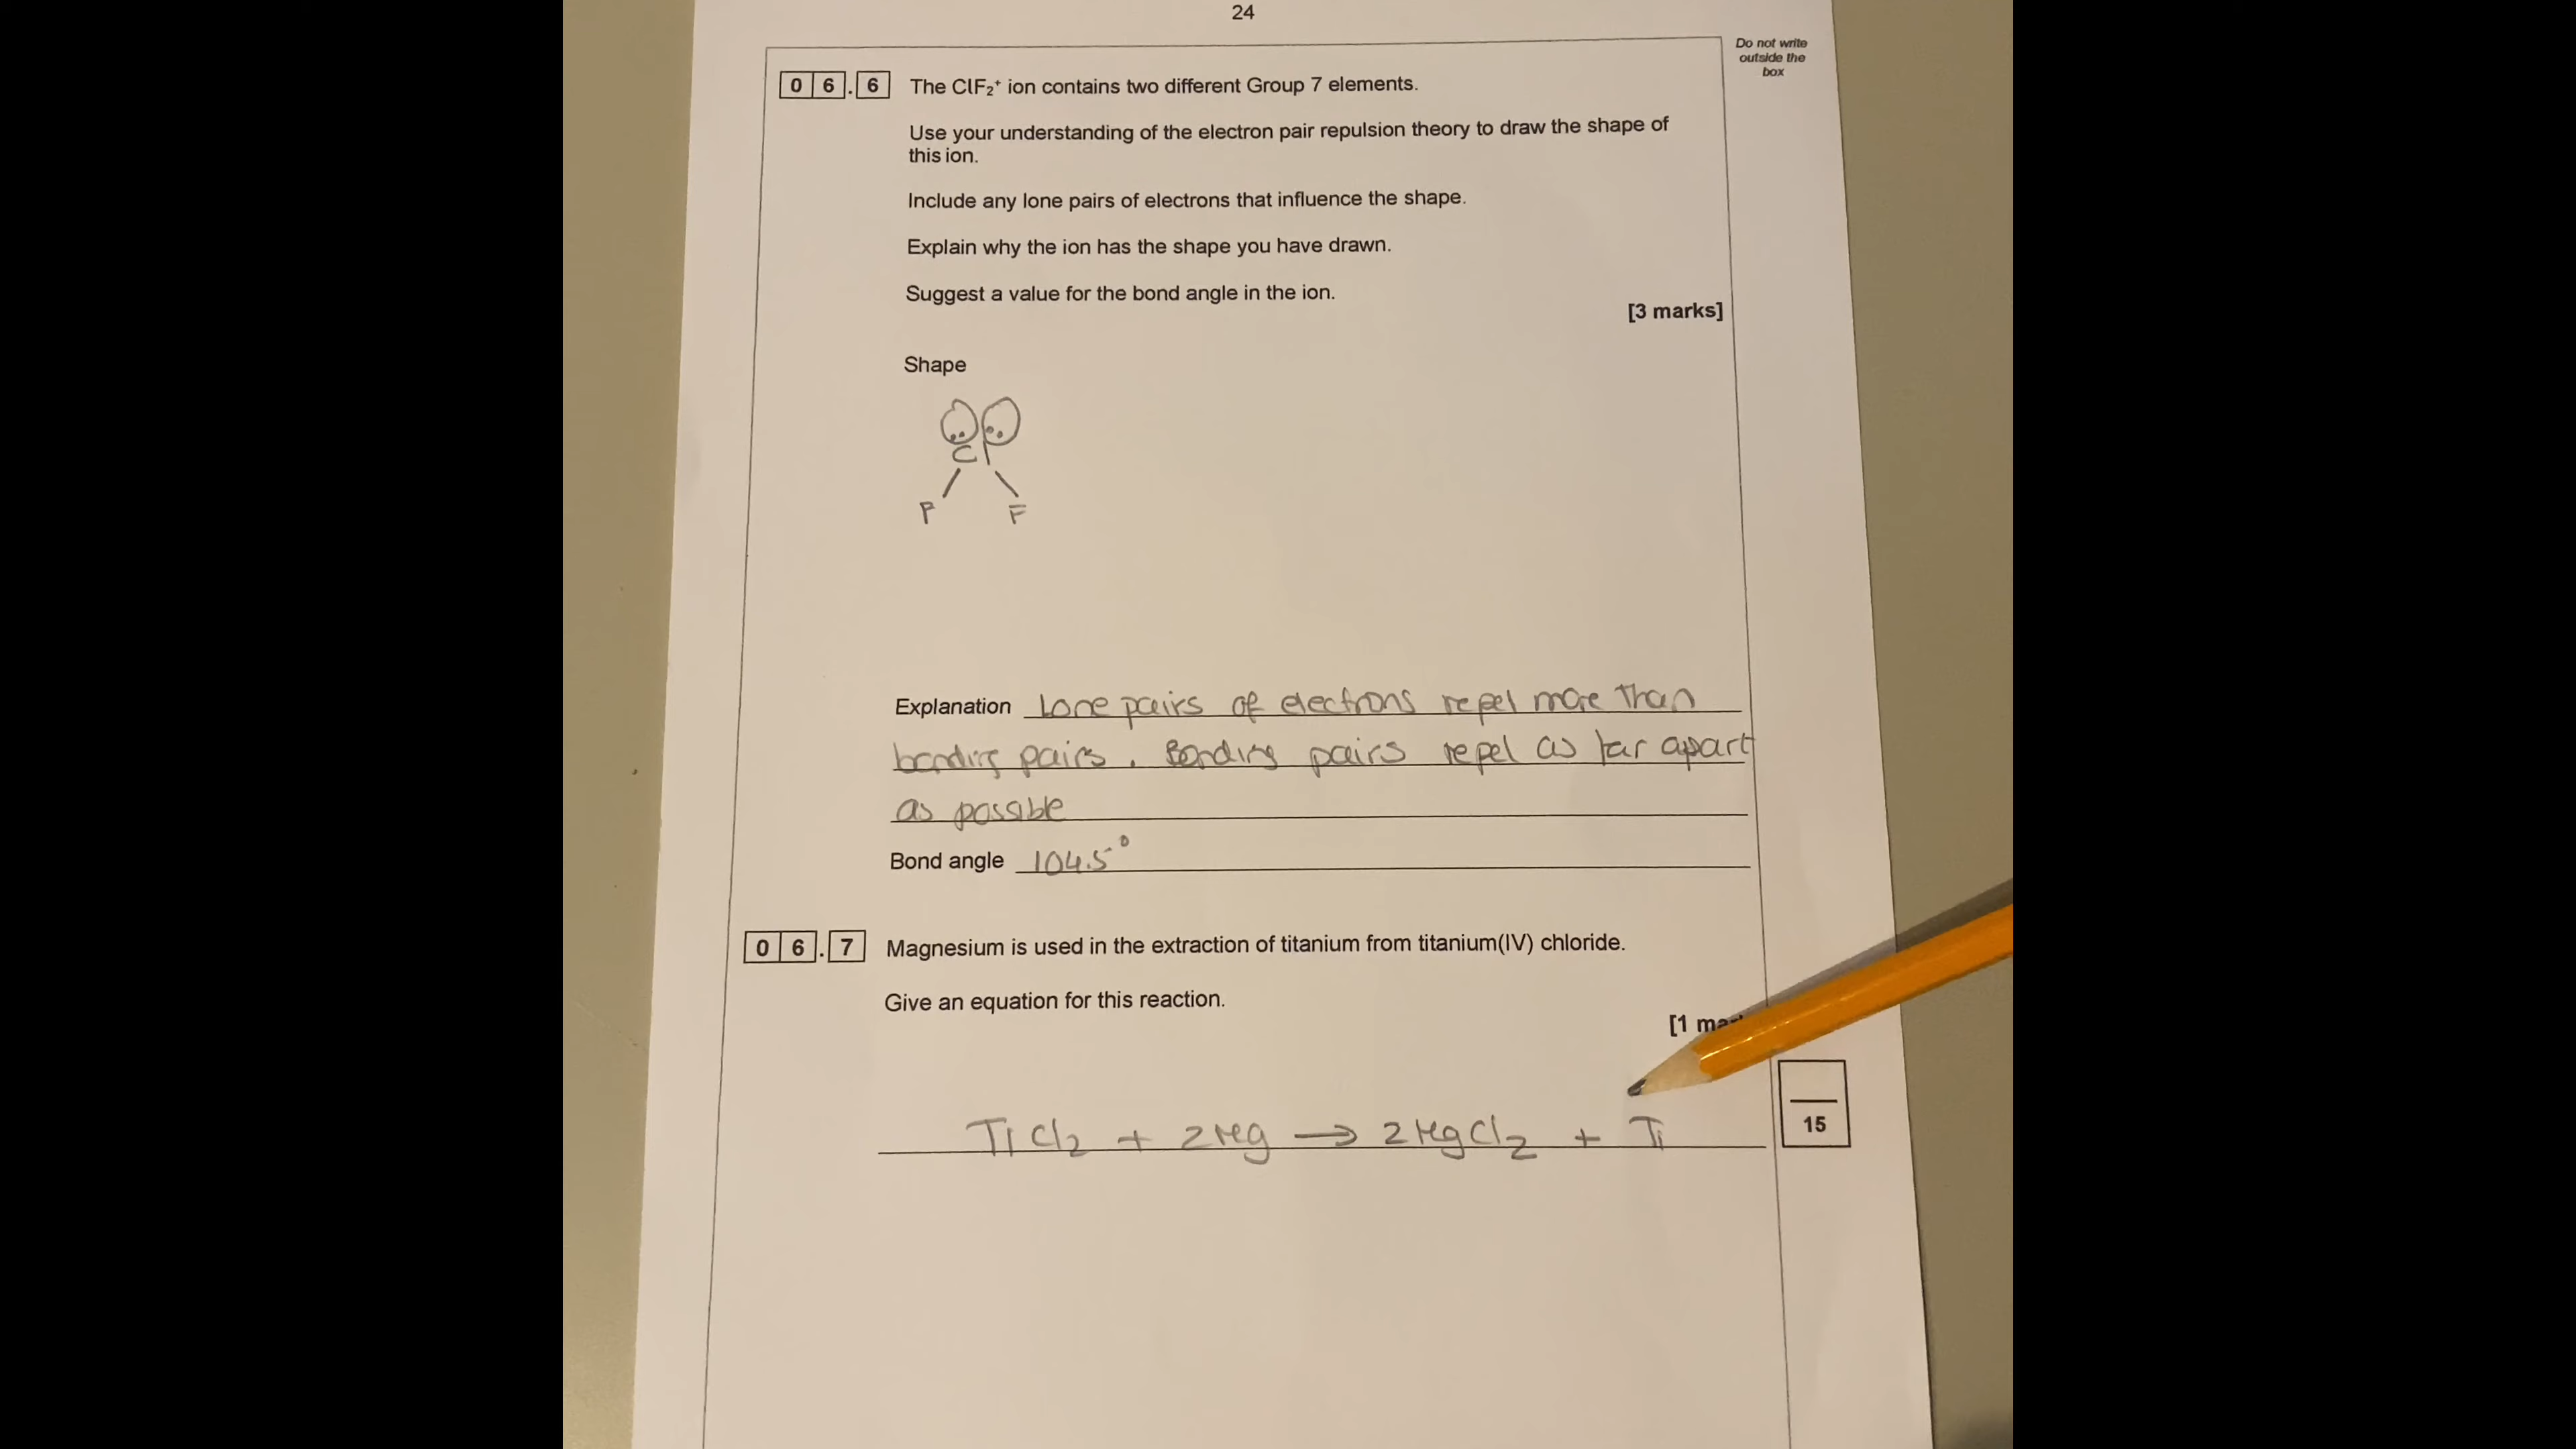 24
Do not write
outside the
box
0 6 . 6 The ClF₂⁺ ion contains two different Group 7 elements.
Use your understanding of the electron pair repulsion theory to draw the shape of
this ion.
Include any lone pairs of electrons that influence the shape.
Explain why the ion has the shape you have drawn.
Suggest a value for the bond angle in the ion.
[3 marks]
Shape
Cl
F F
Explanation Lone pairs of electrons repel more than
bonding pairs. Bonding pairs repel as far apart
as possible
Bond angle 104.5°
0 6 . 7 Magnesium is used in the extraction of titanium from titanium(IV) chloride.
Give an equation for this reaction.
[1 mar
TiCl₂ + 2Mg → 2MgCl₂ + Ti
15